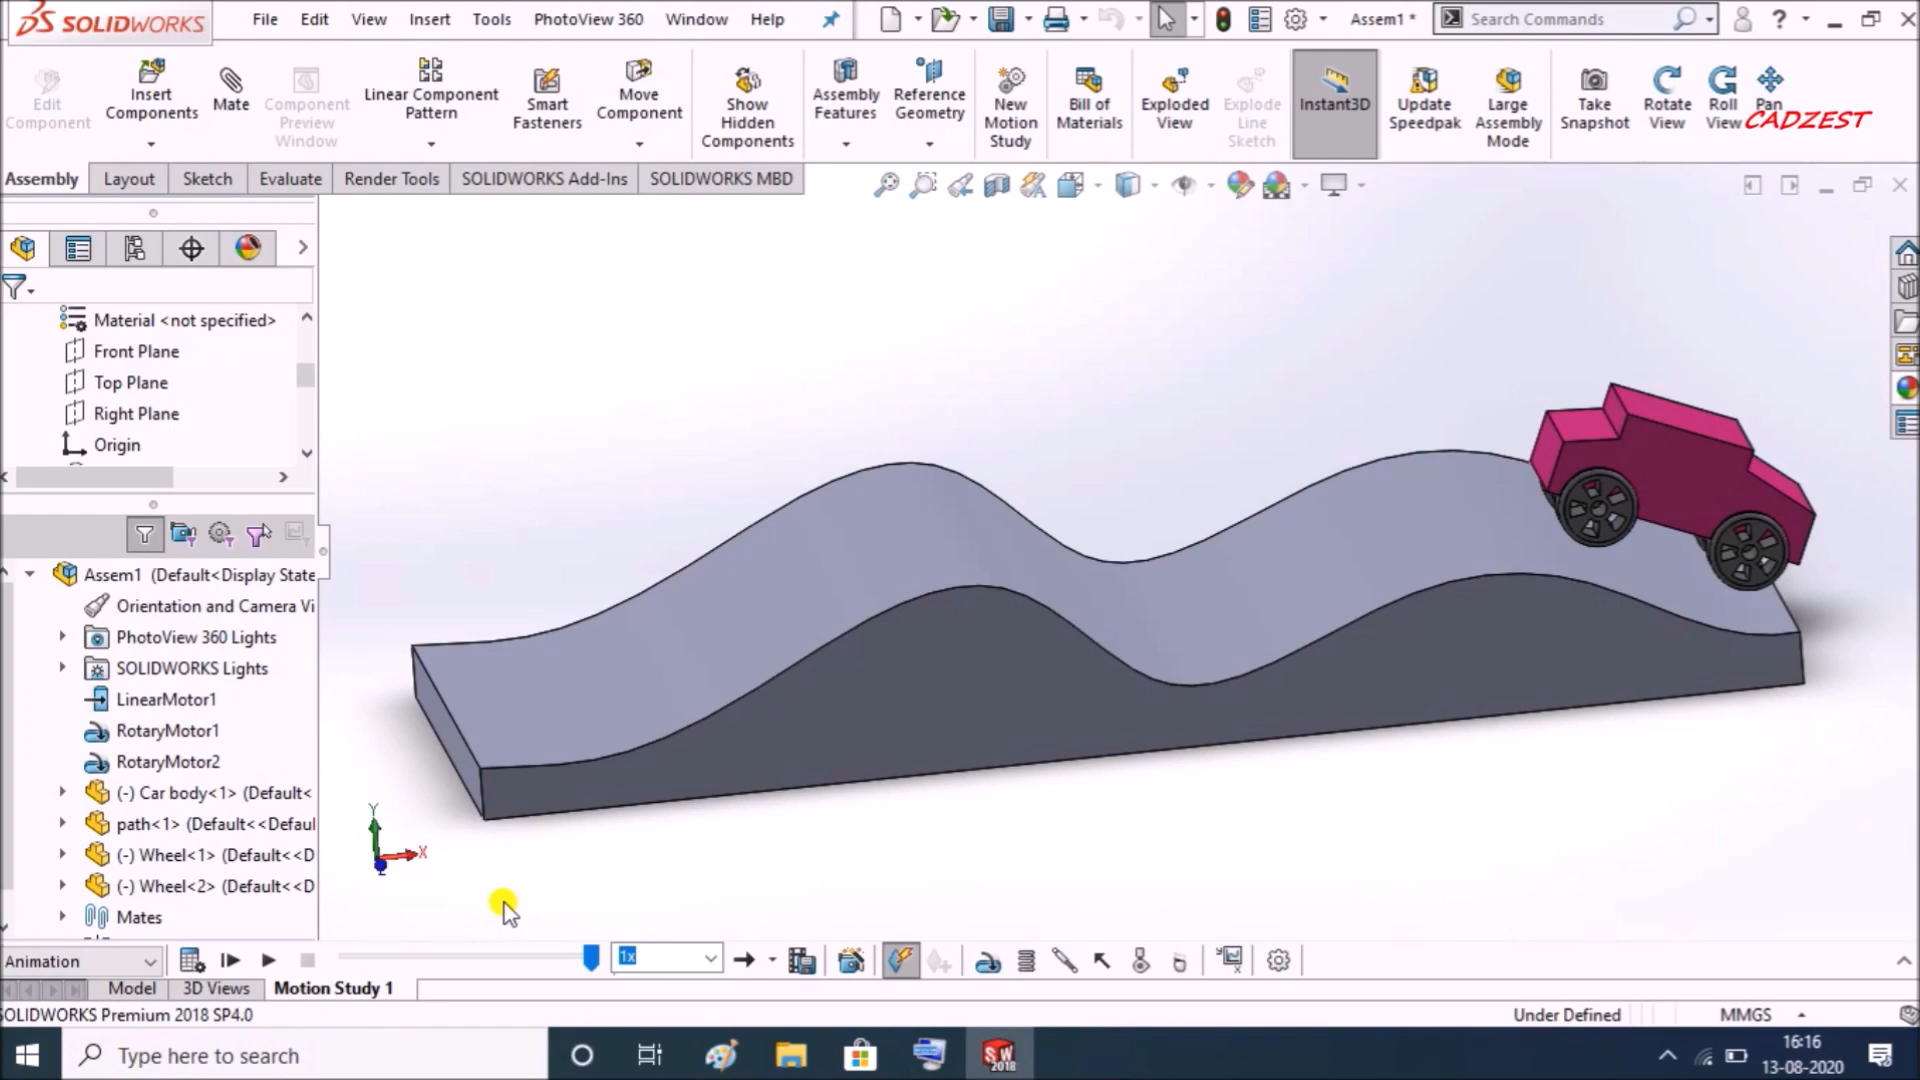 SOLIDWORKS File Edit View Insert Tools PhotoView 360 Window Help Assem1 * Search Commands ?
Edit Component
Insert Components
Mate
Component Preview Window
Linear Component Pattern
Smart Fasteners
Move Component
Show Hidden Components
Assembly Features
Reference Geometry
New Motion Study
Bill of Materials
Exploded View
Explode Line Sketch
Instant3D
Update Speedpak
Large Assembly Mode
Take Snapshot
Rotate View
Roll View
Pan
CADZEST
Assembly Layout Sketch Evaluate Render Tools SOLIDWORKS Add-Ins SOLIDWORKS MBD
Material <not specified>
Front Plane
Top Plane
Right Plane
Origin
Assem1 (Default<Display State
Orientation and Camera Vi
PhotoView 360 Lights
SOLIDWORKS Lights
LinearMotor1
RotaryMotor1
RotaryMotor2
(-) Car body<1> (Default<
path<1> (Default<<Defaul
(-) Wheel<1> (Default<<D
(-) Wheel<2> (Default<<D
Mates
Y
X
Z
Animation 1x
Model 3D Views Motion Study 1
SOLIDWORKS Premium 2018 SP4.0 Under Defined MMGS
Type here to search
SW
2018
16:16
13-08-2020